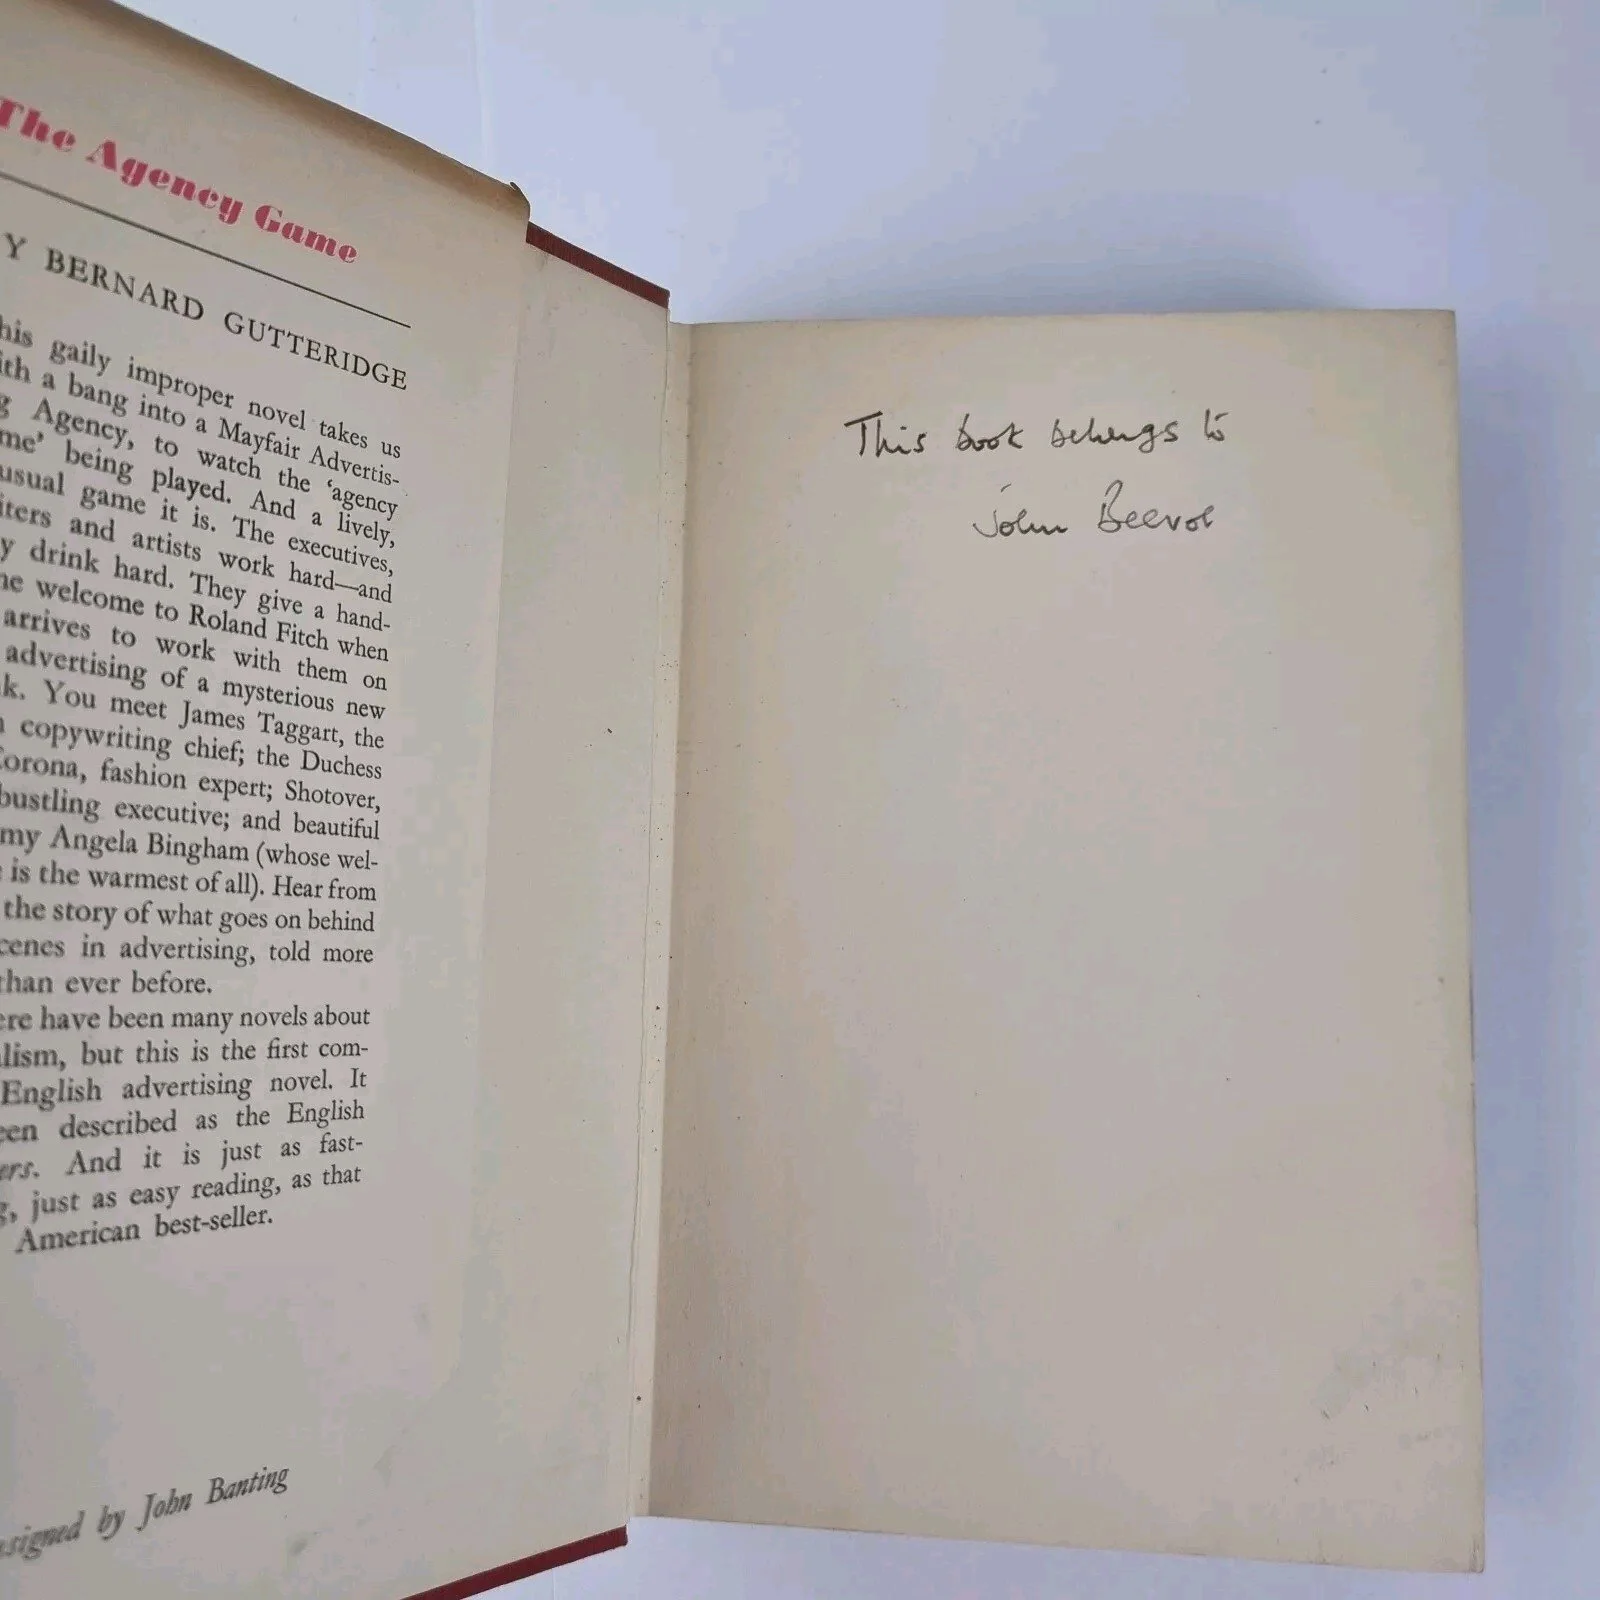 The Agency Game
Y BERNARD GUTTERIDGE
his gaily improper novel takes us
ith a bang into a Mayfair Advertis-
g Agency, to watch the ‘agency
me’ being played. And a lively,
usual game it is. The executives,
iters and artists work hard—and
y drink hard. They give a hand-
me welcome to Roland Fitch when
arrives to work with them on
advertising of a mysterious new
k. You meet James Taggart, the
copywriting chief; the Duchess
Corona, fashion expert; Shotover,
bustling executive; and beautiful
my Angela Bingham (whose wel-
e is the warmest of all). Hear from
the story of what goes on behind
cenes in advertising, told more
than ever before.
ere have been many novels about
lism, but this is the first com-
English advertising novel. It
een described as the English
ers. And it is just as fast-
g, just as easy reading, as that
American best-seller.
signed by John Banting
This book belongs to
John Beevor